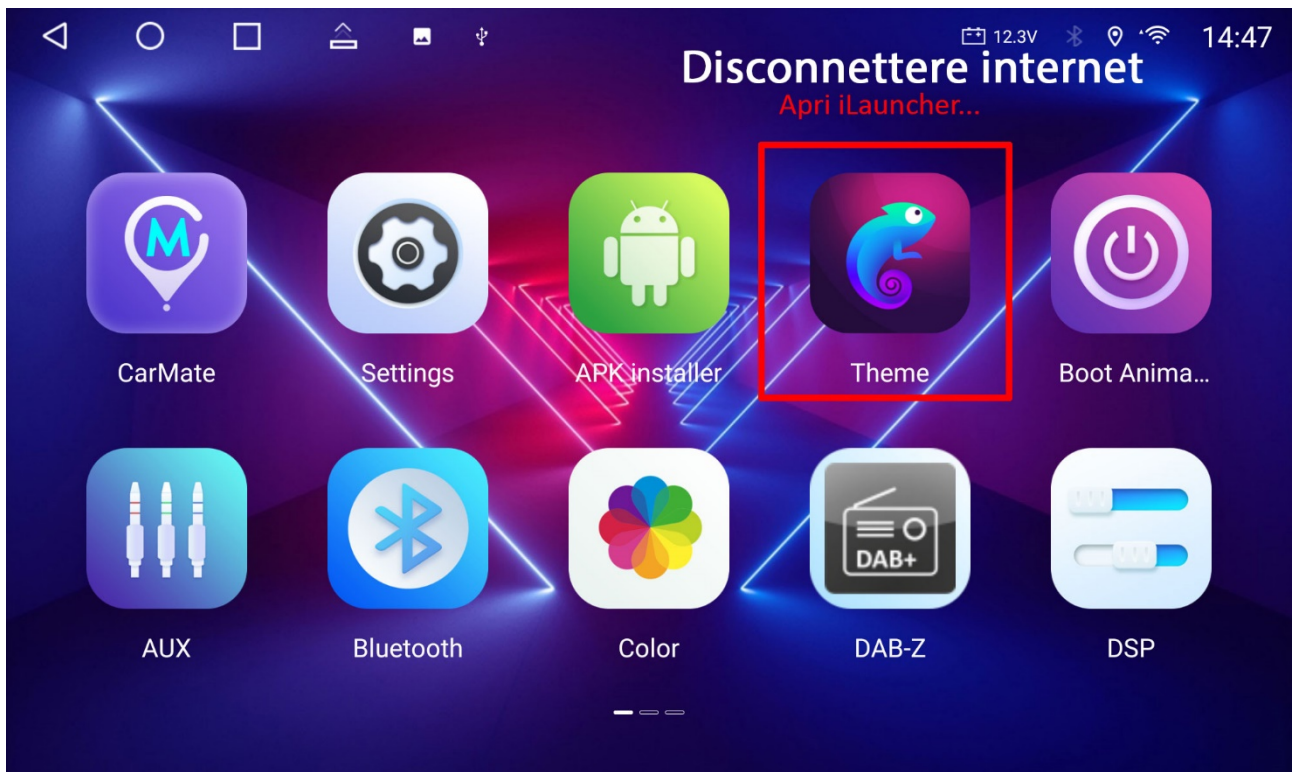 12.3V 14:47
Disconnettere internet
Apri iLauncher...
M
CarMate Settings APK installer Theme Boot Anima...
DAB+
AUX Bluetooth Color DAB-Z DSP